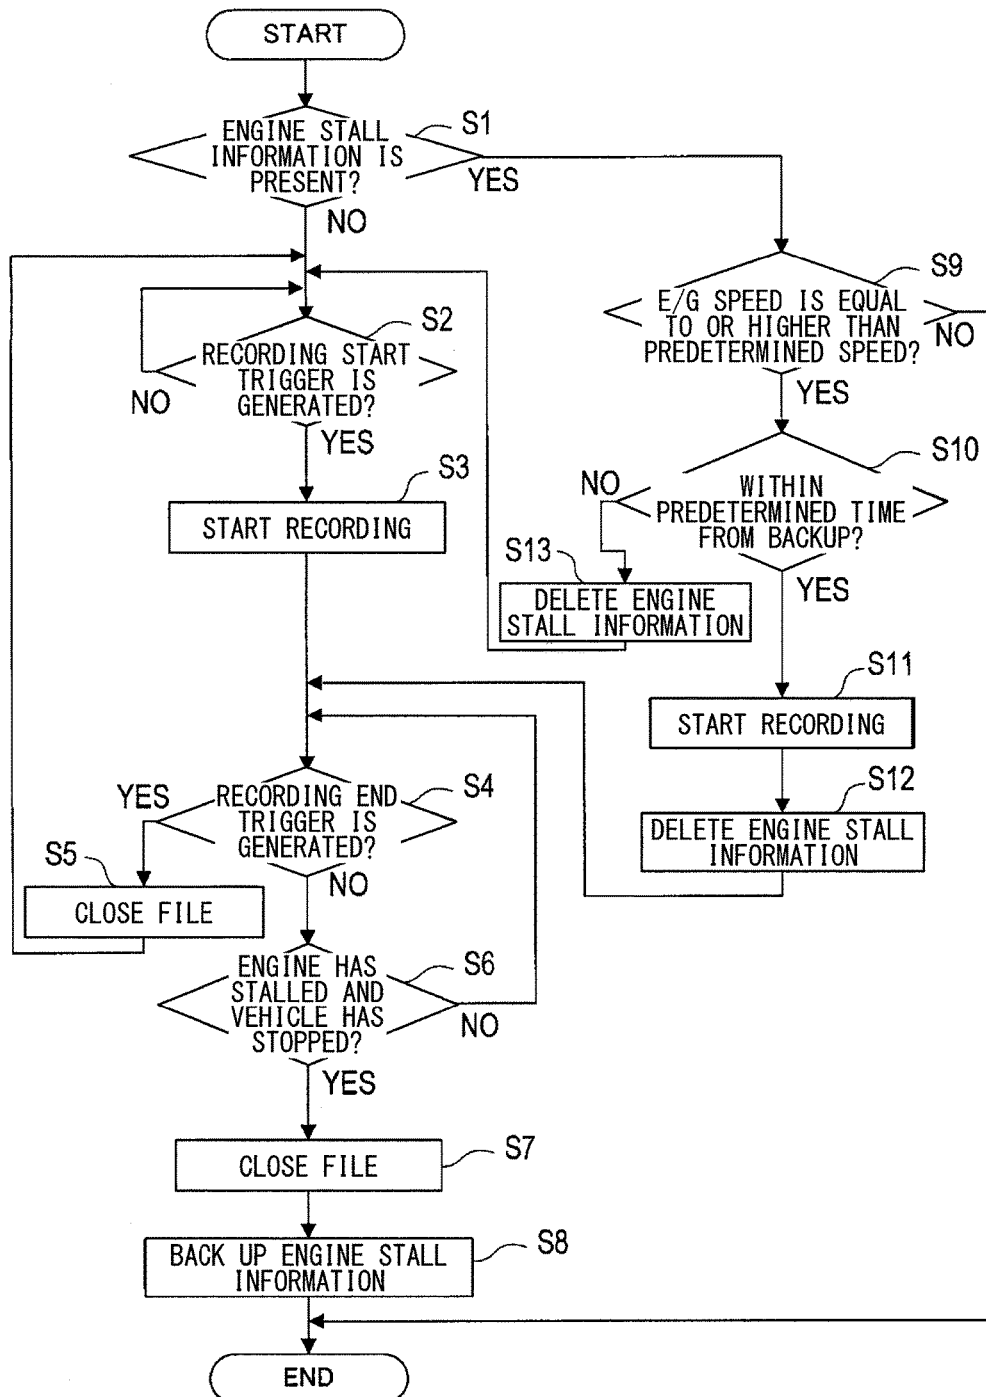 START
ENGINE STALL
INFORMATION IS
PRESENT?
S1
YES
NO
S9
E/G SPEED IS EQUAL
TO OR HIGHER THAN
PREDETERMINED SPEED?
NO
YES
S2
RECORDING START
TRIGGER IS
GENERATED?
NO
YES
S10
WITHIN
PREDETERMINED TIME
FROM BACKUP?
NO
YES
S3
START RECORDING
S13
DELETE ENGINE
STALL INFORMATION
S11
START RECORDING
S12
DELETE ENGINE STALL
INFORMATION
S4
RECORDING END
TRIGGER IS
GENERATED?
YES
NO
S5
CLOSE FILE
S6
ENGINE HAS
STALLED AND
VEHICLE HAS
STOPPED?
NO
YES
S7
CLOSE FILE
S8
BACK UP ENGINE STALL
INFORMATION
END